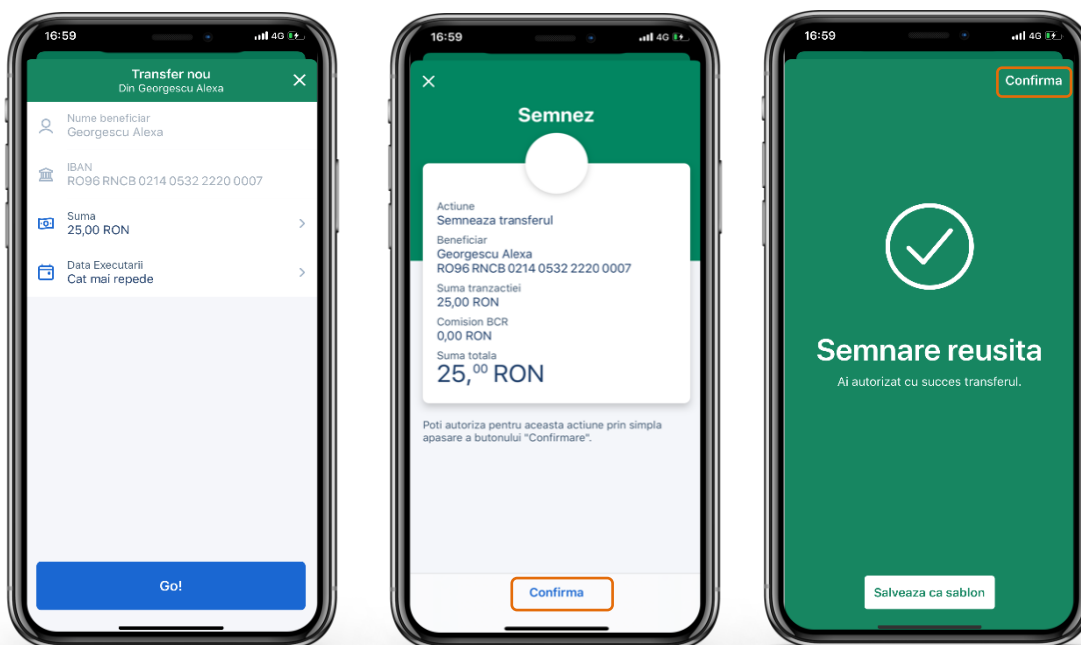 16:59
4G
Transfer nou
Din Georgescu Alexa
Nume beneficiar
Georgescu Alexa
IBAN
RO96 RNCB 0214 0532 2220 0007
Suma
25,00 RON
Data Executarii
Cat mai repede
Go!
16:59
4G
Semnez
Actiune
Semneaza transferul
Beneficiar
Georgescu Alexa
RO96 RNCB 0214 0532 2220 0007
Suma tranzactiei
25,00 RON
Comision BCR
0,00 RON
Suma totala
25,⁰⁰ RON
Poti autoriza pentru aceasta actiune prin simpla
apasare a butonului "Confirmare".
Confirma
16:59
4G
Confirma
Semnare reusita
Ai autorizat cu succes transferul.
Salveaza ca sablon